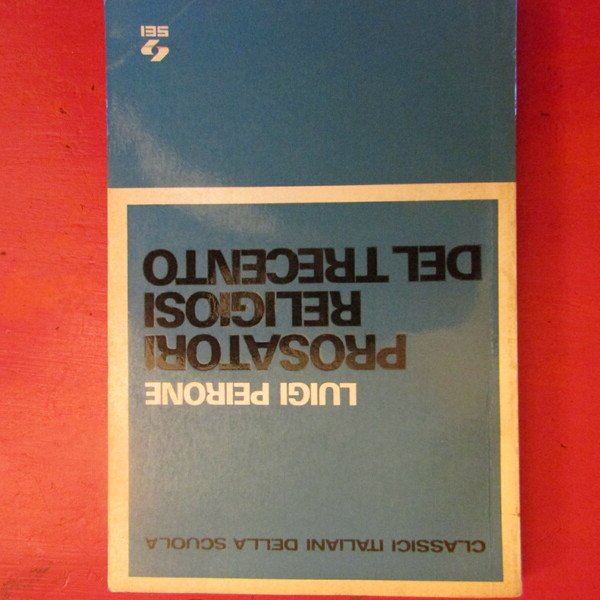 CLASSICI ITALIANI DELLA SCUOLA
LUIGI PEIRONE
PROSATORI
RELIGIOSI
DEL TRECENTO
SEI